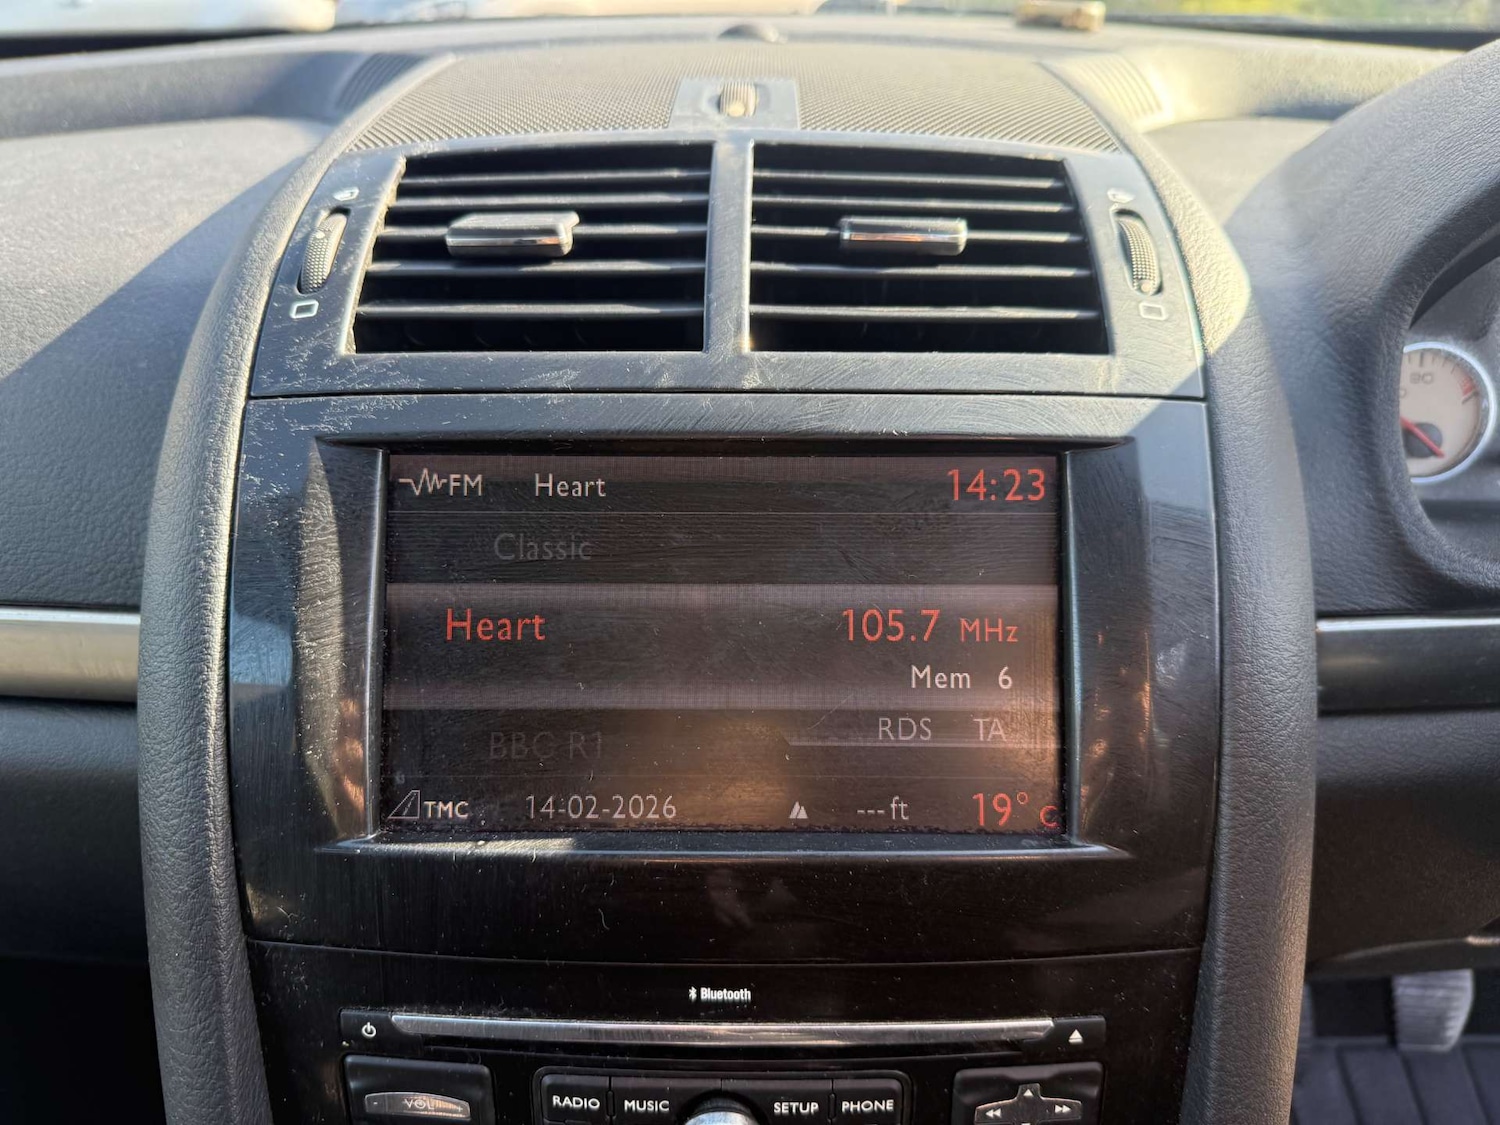 FM Heart 14:23
Classic
Heart 105.7 MHz
Mem 6
RDS TA
BBC R1
TMC 14-02-2026 ---ft 19° C
Bluetooth
VOL
RADIO MUSIC SETUP PHONE